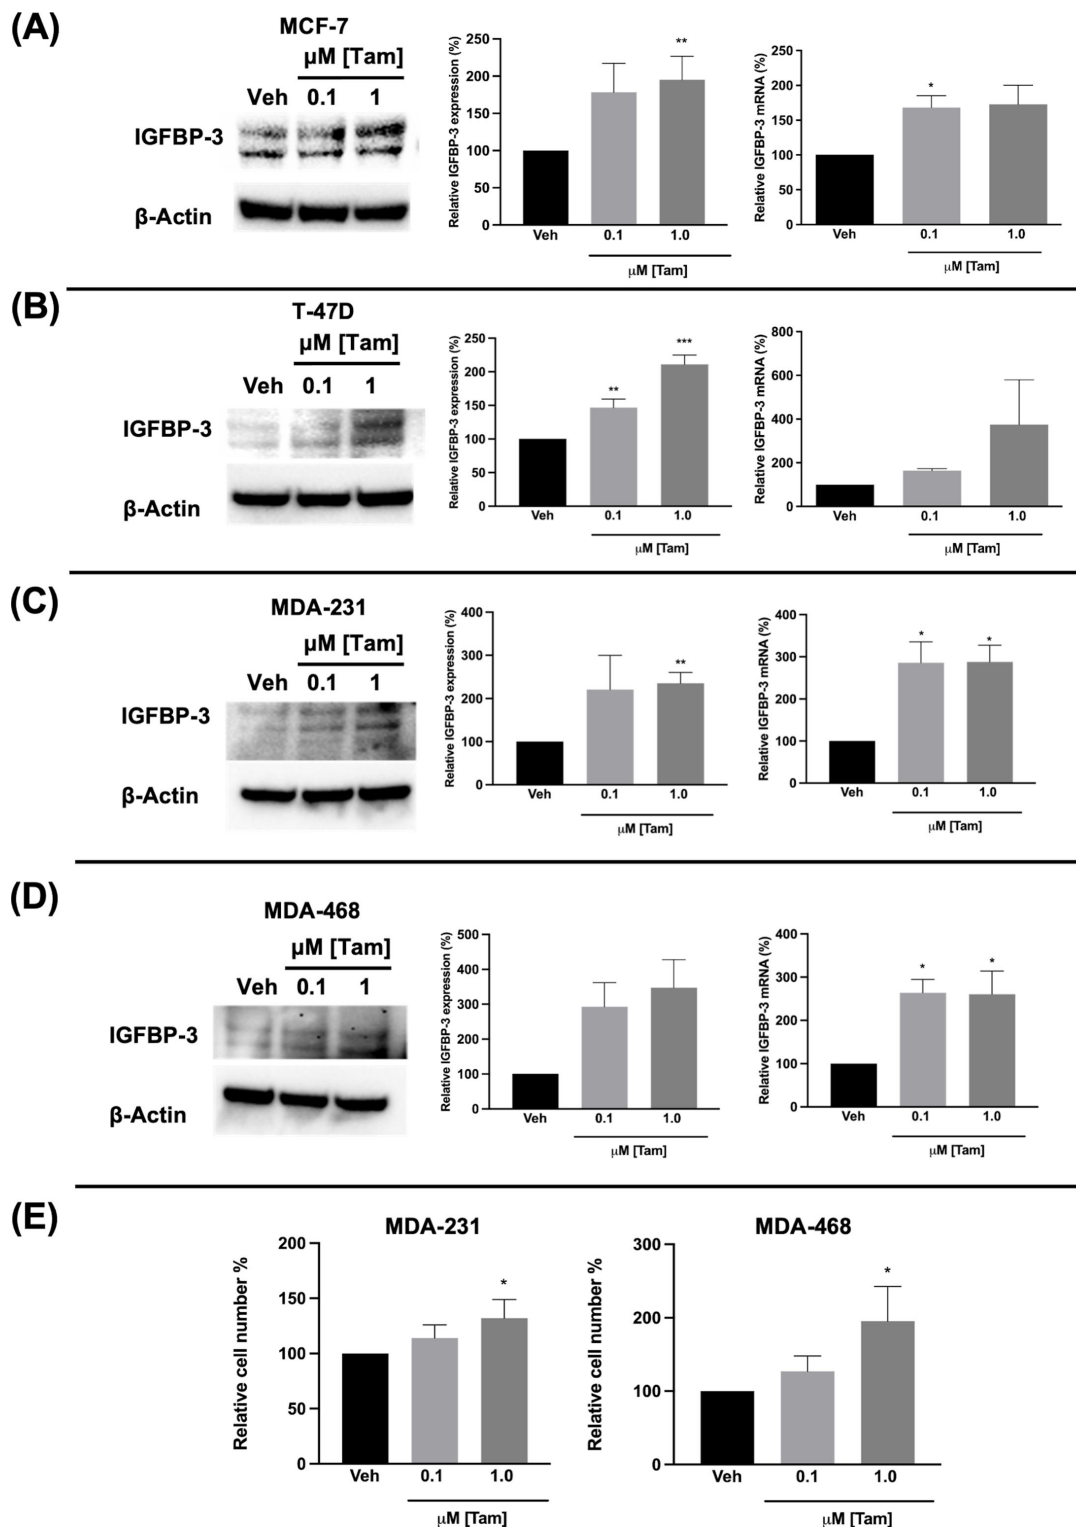 (A)
MCF-7
µM [Tam]
Veh 0.1 1
IGFBP-3
β-Actin
Relative IGFBP-3 expression (%)
250
200
150
100
50
0
**
Veh 0.1 1.0
µM [Tam]
Relative IGFBP-3 mRNA (%)
250
200
150
100
50
0
*
Veh 0.1 1.0
µM [Tam]
(B)
T-47D
µM [Tam]
Veh 0.1 1
IGFBP-3
β-Actin
Relative IGFBP-3 expression (%)
250
200
150
100
50
0
**
***
Veh 0.1 1.0
µM [Tam]
Relative IGFBP-3 mRNA (%)
800
600
400
200
0
Veh 0.1 1.0
µM [Tam]
(C)
MDA-231
µM [Tam]
Veh 0.1 1
IGFBP-3
β-Actin
Relative IGFBP-3 expression (%)
400
300
200
100
0
**
Veh 0.1 1.0
µM [Tam]
Relative IGFBP-3 mRNA (%)
400
300
200
100
0
* *
Veh 0.1 1.0
µM [Tam]
(D)
MDA-468
µM [Tam]
Veh 0.1 1
IGFBP-3
β-Actin
Relative IGFBP-3 expression (%)
500
400
300
200
100
0
Veh 0.1 1.0
µM [Tam]
Relative IGFBP-3 mRNA (%)
400
300
200
100
0
* *
Veh 0.1 1.0
µM [Tam]
(E)
MDA-231
Relative cell number %
200
150
100
50
0
*
Veh 0.1 1.0
µM [Tam]
MDA-468
Relative cell number %
300
200
100
0
*
Veh 0.1 1.0
µM [Tam]